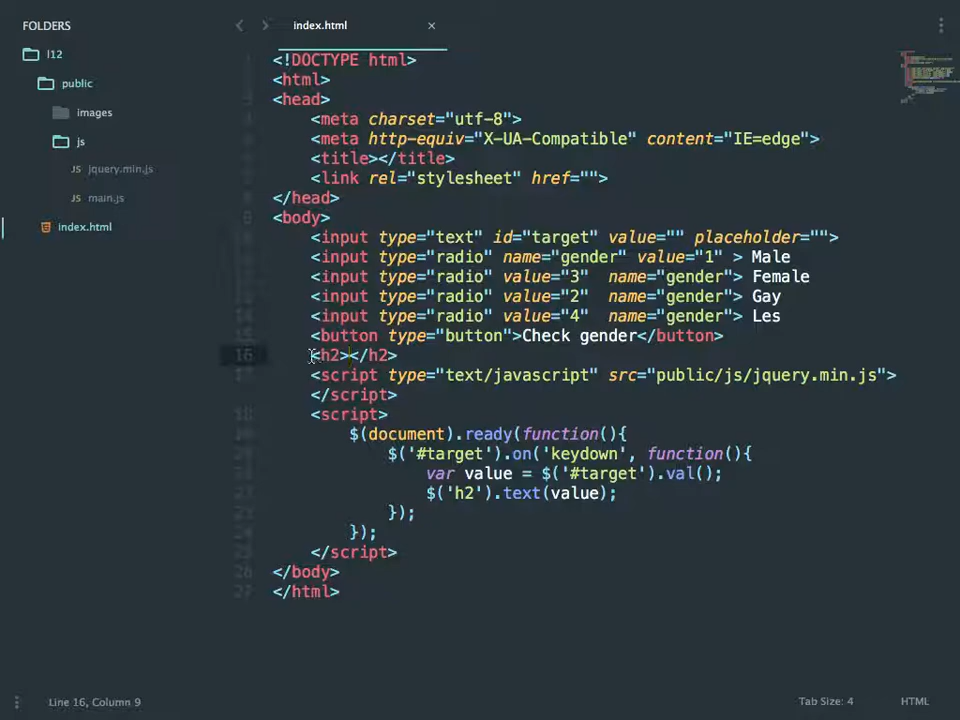 FOLDERS
l12
public
images
js
jquery.min.js
main.js
index.html
index.html
<!DOCTYPE html>
<html>
<head>
<meta charset="utf-8">
<meta http-equiv="X-UA-Compatible" content="IE=edge">
<title></title>
<link rel="stylesheet" href="">
</head>
<body>
<input type="text" id="target" value="" placeholder="">
<input type="radio" name="gender" value="1" > Male
<input type="radio" value="3"  name="gender"> Female
<input type="radio" value="2"  name="gender"> Gay
<input type="radio" value="4"  name="gender"> Les
<button type="button">Check gender</button>
16 <h2></h2>
<script type="text/javascript" src="public/js/jquery.min.js">
</script>
<script>
$(document).ready(function(){
$('#target').on('keydown', function(){
var value = $('#target').val();
$('h2').text(value);
});
});
</script>
26 </body>
27 </html>
Line 16, Column 9
Tab Size: 4
HTML